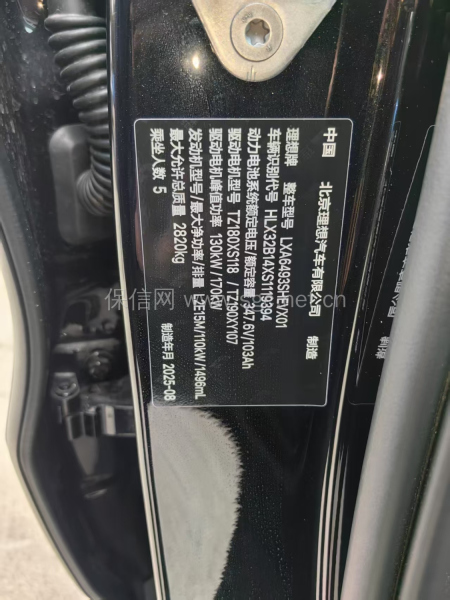 中国 北京理想汽车有限公司 制造
理想牌 整车型号 LXA6495SHEVX01
车辆识别代号 HLX32B14XS1119394
动力电池系统额定电压/额定容量 347.6V/103Ah
驱动电机型号 TZ180XS118 / TZ190XY107
驱动电机峰值功率 130kW / 170kW
发动机型号/最大净功率/排量 /110kW/1496mL
最大允许总质量 2820kg
乘坐人数 5 制造年月 2025-08
保信网